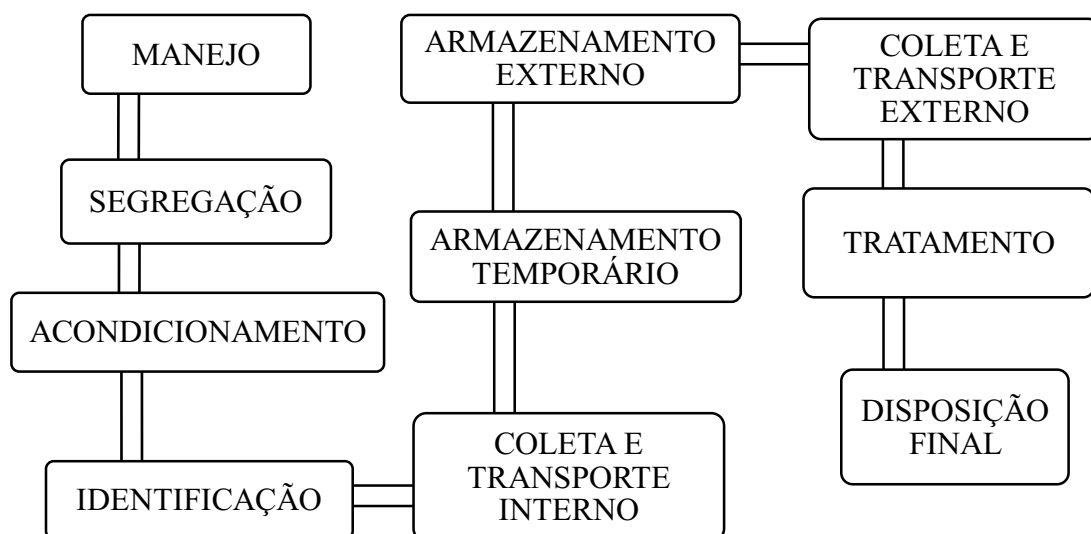 MANEJO
SEGREGAÇÃO
ACONDICIONAMENTO
IDENTIFICAÇÃO
COLETA E
TRANSPORTE
INTERNO
ARMAZENAMENTO
TEMPORÁRIO
ARMAZENAMENTO
EXTERNO
COLETA E
TRANSPORTE
EXTERNO
TRATAMENTO
DISPOSIÇÃO
FINAL